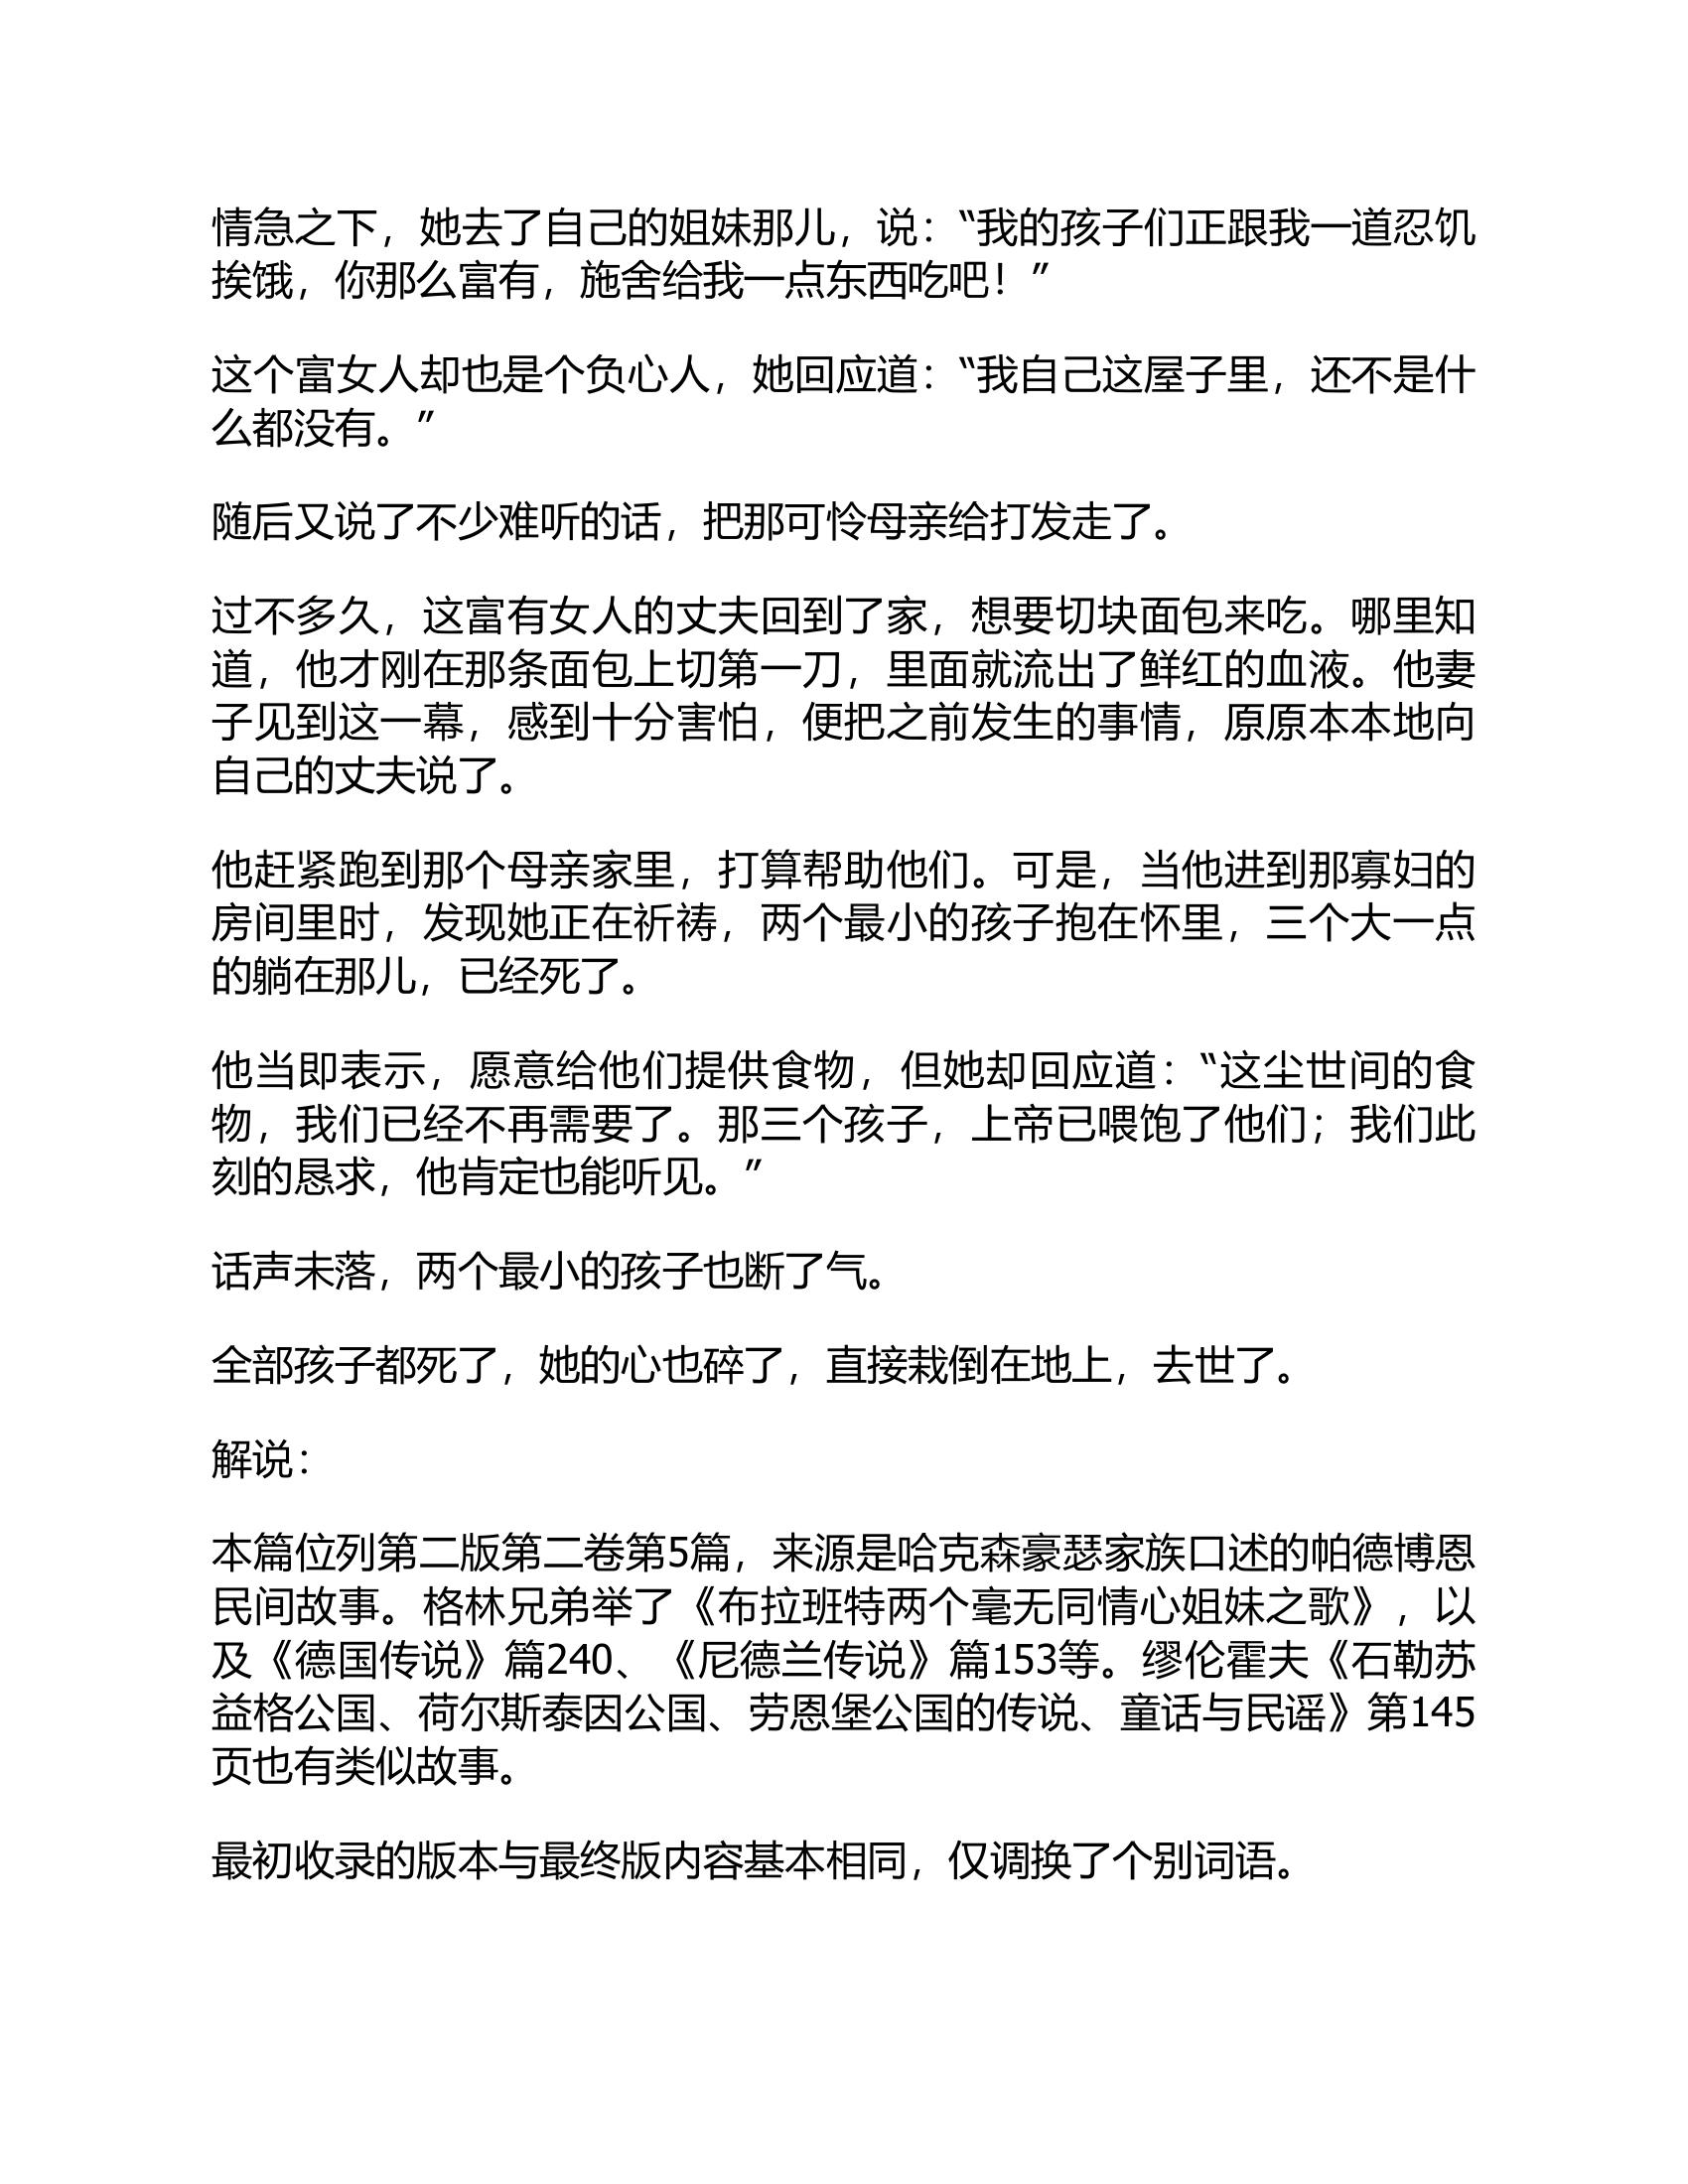 情急之下，她去了自己的姐妹那儿，说：“我的孩子们正跟我一道忍饥
挨饿，你那么富有，施舍给我一点东西吃吧！”
这个富女人却也是个负心人，她回应道：“我自己这屋子里，还不是什
么都没有。”
随后又说了不少难听的话，把那可怜母亲给打发走了。
过不多久，这富有女人的丈夫回到了家，想要切块面包来吃。哪里知
道，他才刚在那条面包上切第一刀，里面就流出了鲜红的血液。他妻
子见到这一幕，感到十分害怕，便把之前发生的事情，原原本本地向
自己的丈夫说了。
他赶紧跑到那个母亲家里，打算帮助他们。可是，当他进到那寡妇的
房间里时，发现她正在祈祷，两个最小的孩子抱在怀里，三个大一点
的躺在那儿，已经死了。
他当即表示，愿意给他们提供食物，但她却回应道：“这尘世间的食
物，我们已经不再需要了。那三个孩子，上帝已喂饱了他们；我们此
刻的恳求，他肯定也能听见。”
话声未落，两个最小的孩子也断了气。
全部孩子都死了，她的心也碎了，直接栽倒在地上，去世了。
解说：
本篇位列第二版第二卷第5篇，来源是哈克森豪瑟家族口述的帕德博恩
民间故事。格林兄弟举了《布拉班特两个毫无同情心姐妹之歌》，以
及《德国传说》篇240、《尼德兰传说》篇153等。缪伦霍夫《石勒苏
益格公国、荷尔斯泰因公国、劳恩堡公国的传说、童话与民谣》第145
页也有类似故事。
最初收录的版本与最终版内容基本相同，仅调换了个别词语。